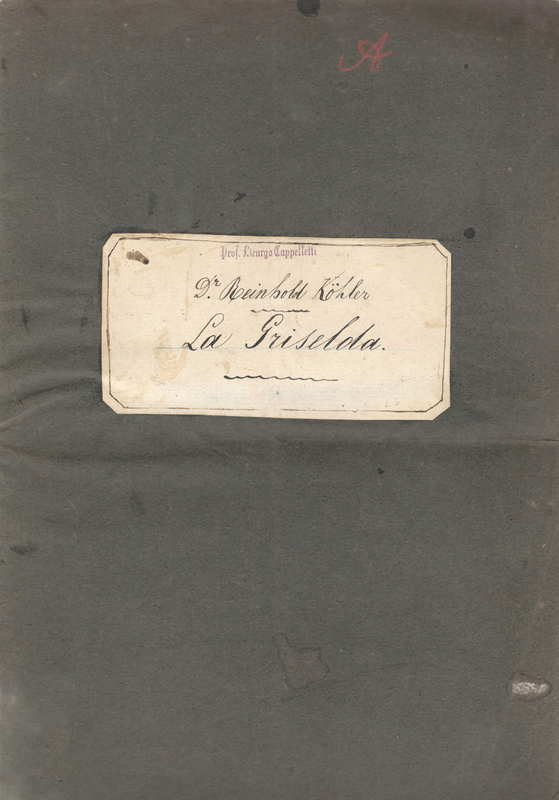 A
Prof. Licurgo Cappelletti
Dr. Reinhold Köhler
La Griselda.